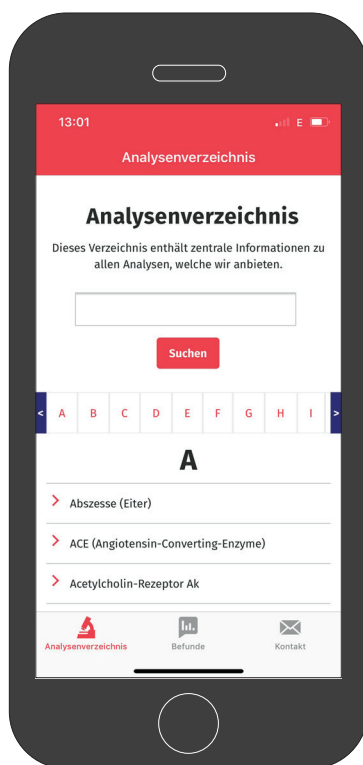 13:01 E
Analysenverzeichnis
Analysenverzeichnis
Dieses Verzeichnis enthält zentrale Informationen zu
allen Analysen, welche wir anbieten.
Suchen
< A B C D E F G H I >
A
> Abszesse (Eiter)
> ACE (Angiotensin-Converting-Enzyme)
> Acetylcholin-Rezeptor Ak
Analysenverzeichnis Befunde Kontakt